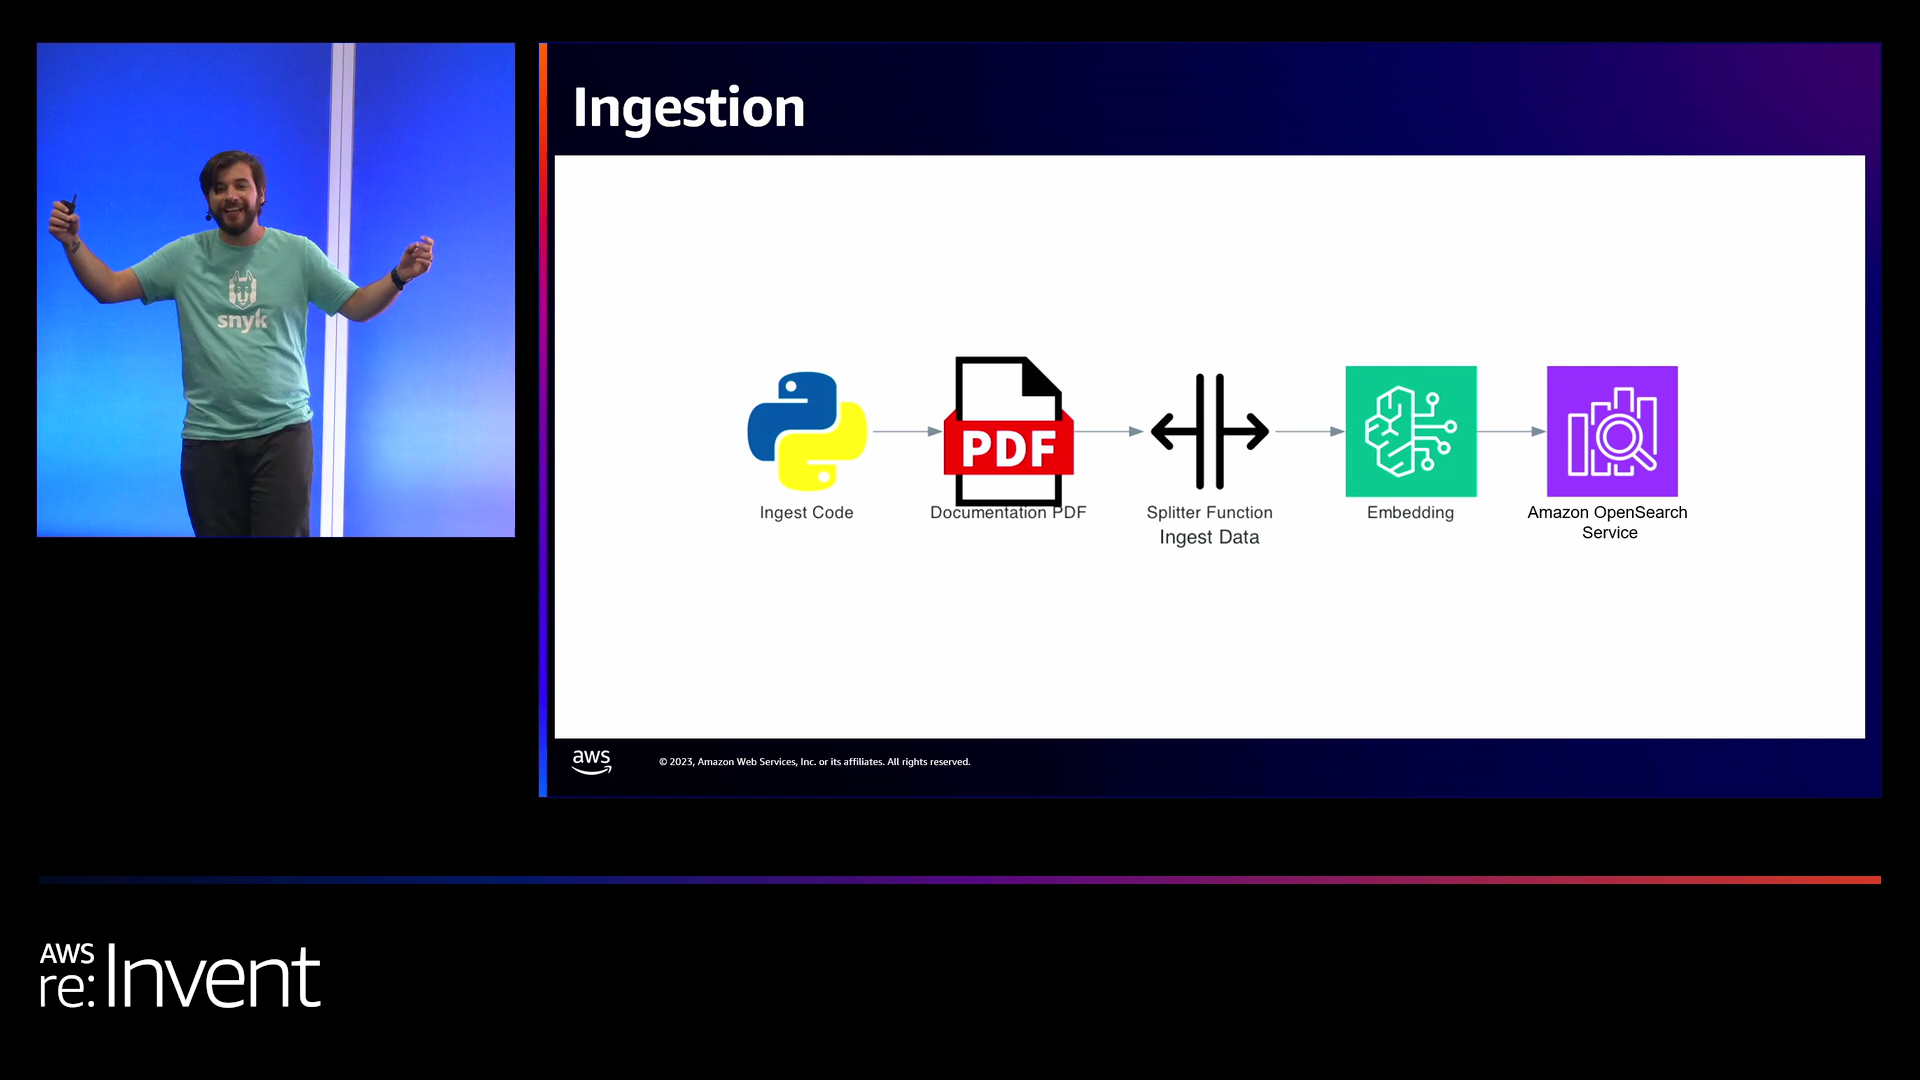 Ingestion
snyk
PDF
Ingest Code
Documentation PDF
Splitter Function
Ingest Data
Embedding
Amazon OpenSearch
Service
aws
© 2023, Amazon Web Services, Inc. or its affiliates. All rights reserved.
AWS
re:Invent